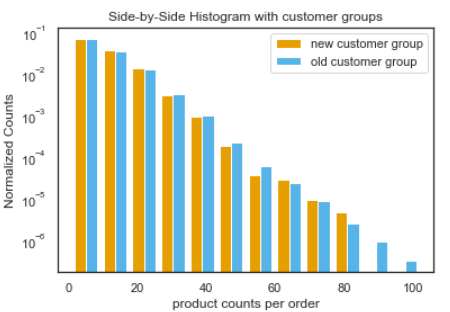 Side-by-Side Histogram with customer groups
new customer group
old customer group
10⁻¹
10⁻²
10⁻³
10⁻⁴
10⁻⁵
10⁻⁶
Normalized Counts
0 20 40 60 80 100
product counts per order